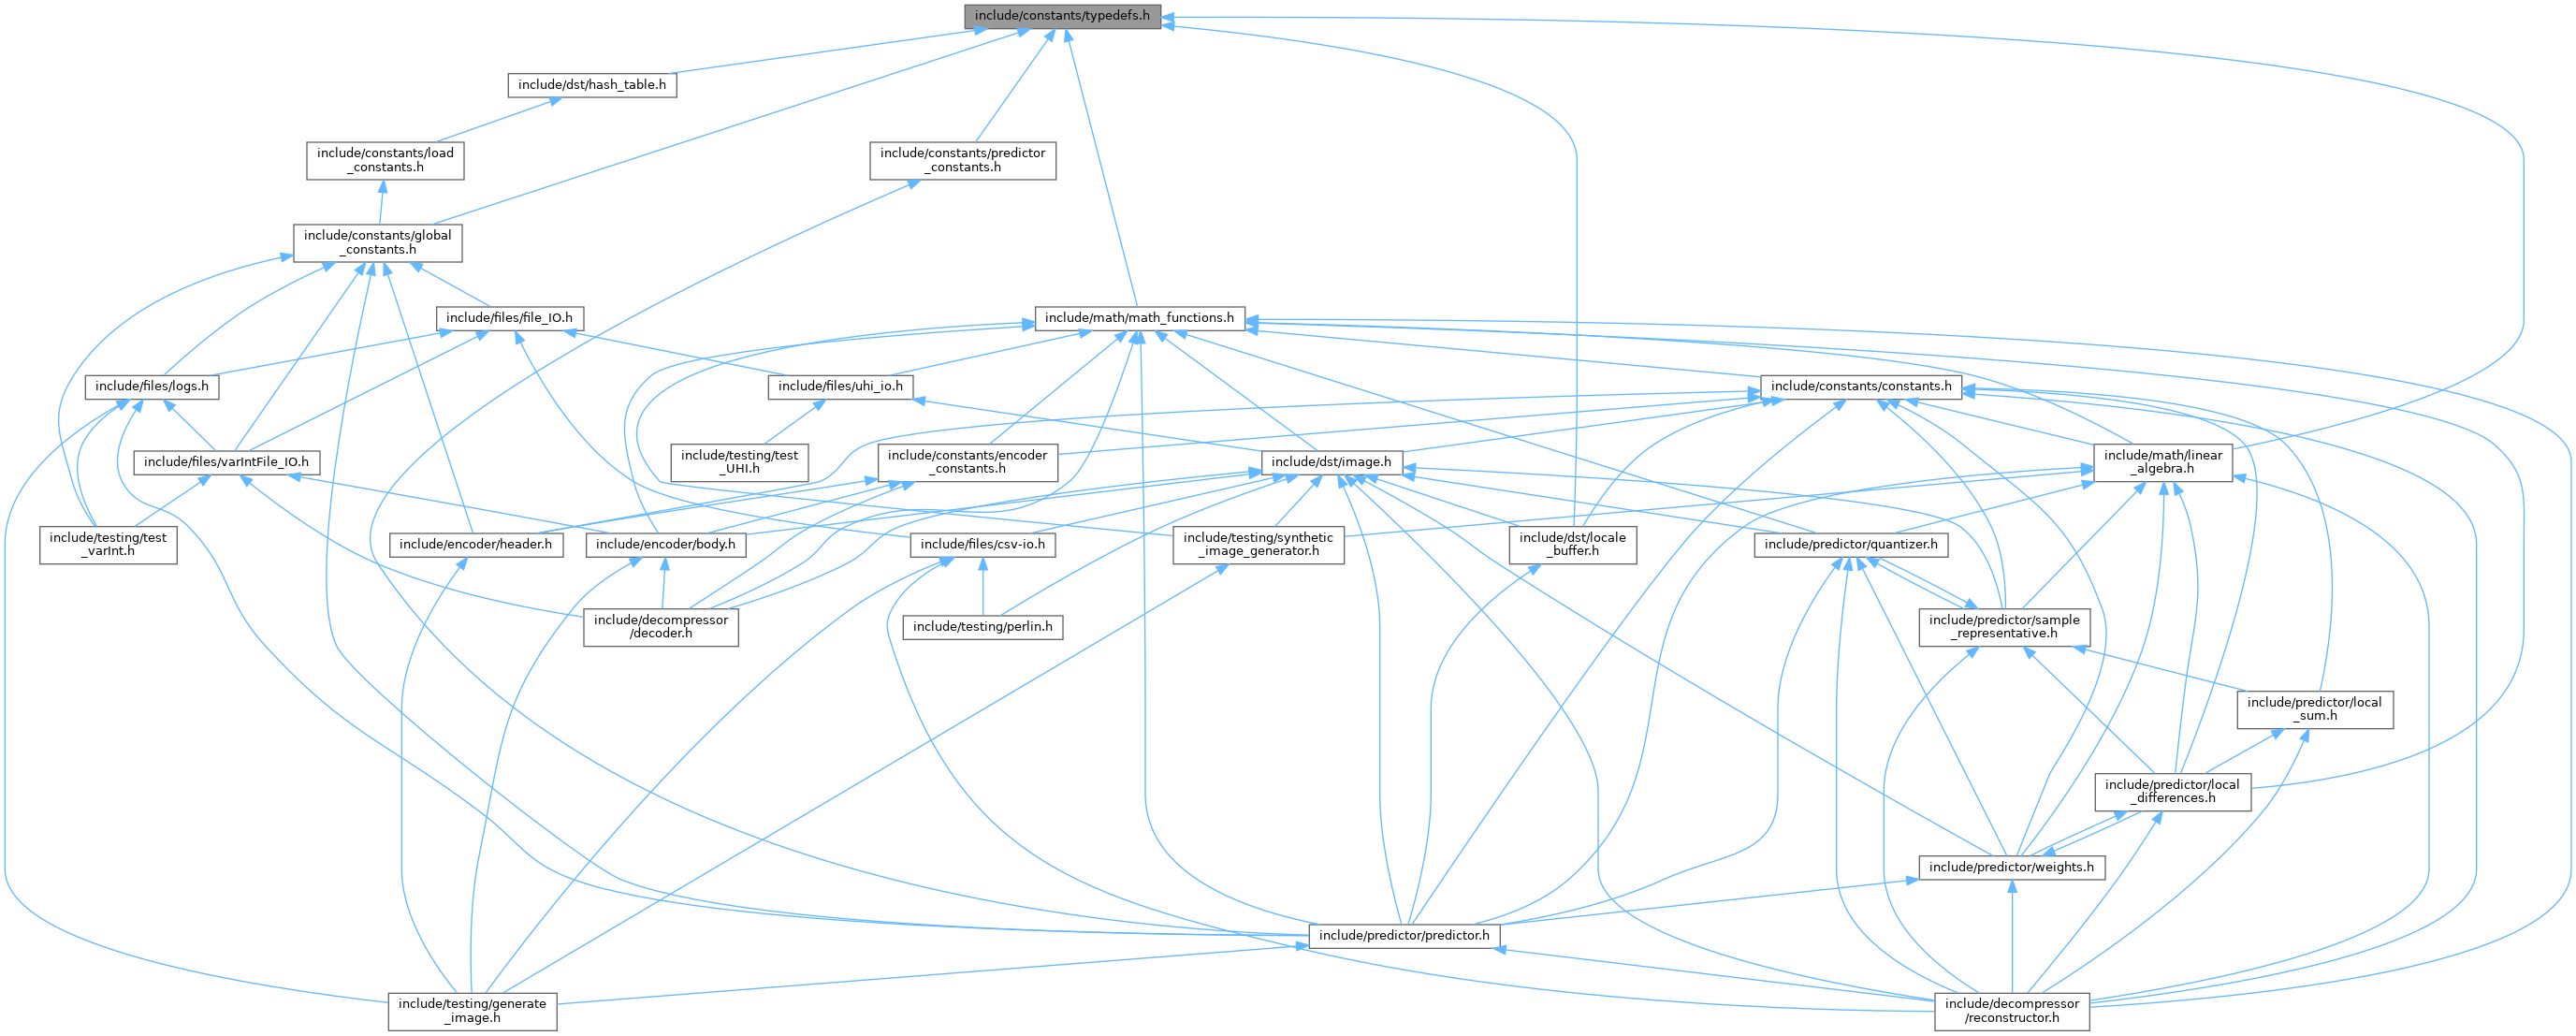 include/constants/typedefs.h
include/dst/hash_table.h
include/constants/load
_constants.h
include/constants/predictor
_constants.h
include/constants/global
_constants.h
include/files/file_IO.h
include/math/math_functions.h
include/files/logs.h
include/files/uhi_io.h
include/constants/constants.h
include/files/varIntFile_IO.h
include/testing/test
_UHI.h
include/constants/encoder
_constants.h
include/dst/image.h
include/math/linear
_algebra.h
include/testing/test
_varInt.h
include/encoder/header.h
include/encoder/body.h
include/files/csv-io.h
include/testing/synthetic
_image_generator.h
include/dst/locale
_buffer.h
include/predictor/quantizer.h
include/decompressor
/decoder.h
include/testing/perlin.h
include/predictor/sample
_representative.h
include/predictor/local
_sum.h
include/predictor/local
_differences.h
include/predictor/weights.h
include/predictor/predictor.h
include/testing/generate
_image.h
include/decompressor
/reconstructor.h